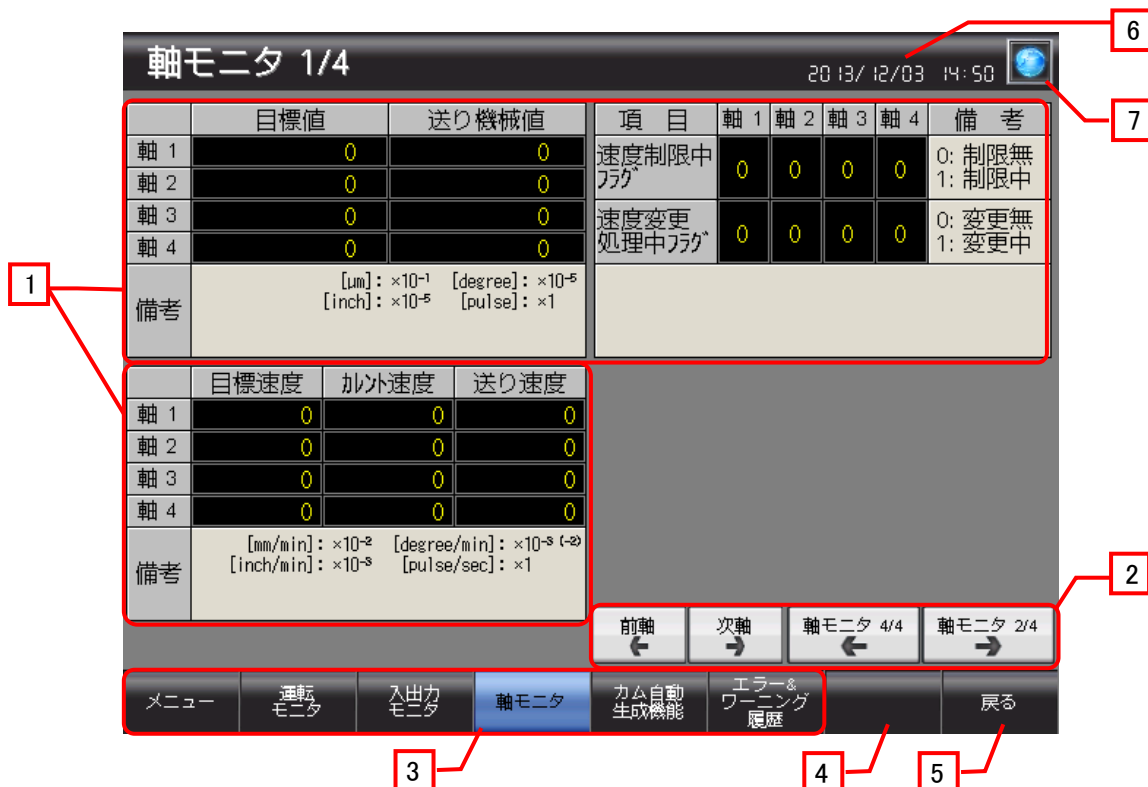 6
軸モニタ 1/4
2013/12/03 14:50
7
目標値 送り機械値
軸 1 0 0
軸 2 0 0
軸 3 0 0
軸 4 0 0
備考 [μm]: ×10⁻¹ [degree]: ×10⁻⁵
[inch]: ×10⁻⁵ [pulse]: ×1
項 目 軸 1 軸 2 軸 3 軸 4 備 考
速度制限中
フラグ 0 0 0 0 0: 制限無
1: 制限中
速度変更
処理中フラグ 0 0 0 0 0: 変更無
1: 変更中
1
目標速度 カレント速度 送り速度
軸 1 0 0 0
軸 2 0 0 0
軸 3 0 0 0
軸 4 0 0 0
備考 [mm/min]: ×10⁻² [degree/min]: ×10⁻³ ⁽⁻²⁾
[inch/min]: ×10⁻³ [pulse/sec]: ×1
2
前軸 次軸 軸モニタ 4/4 軸モニタ 2/4
メニュー
運転
モニタ
入出力
モニタ
軸モニタ
カム自動
生成機能
エラー&
ワーニング
履歴
戻る
3 4 5